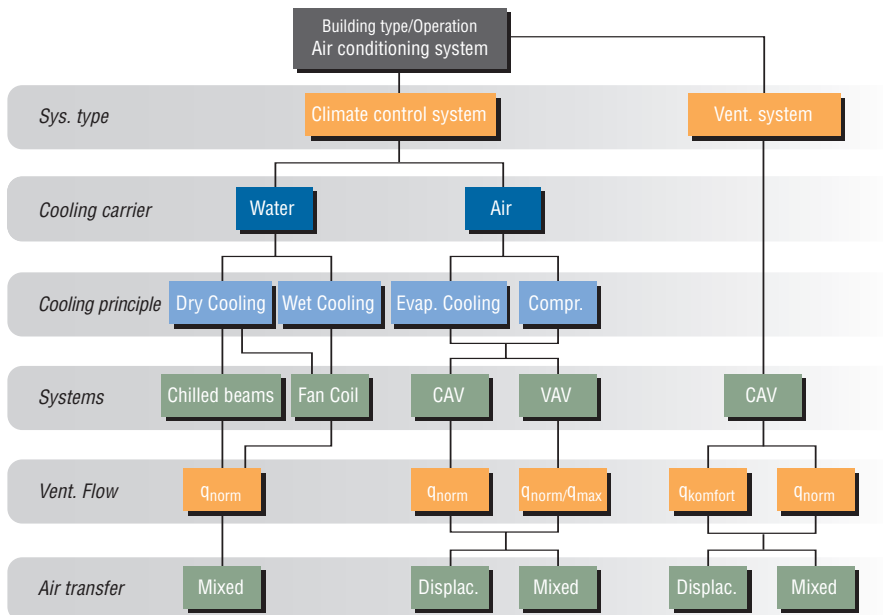 Building type/Operation
Air conditioning system
Sys. type
Climate control system
Vent. system
Cooling carrier
Water
Air
Cooling principle
Dry Cooling
Wet Cooling
Evap. Cooling
Compr.
Systems
Chilled beams
Fan Coil
CAV
VAV
CAV
Vent. Flow
qnorm
qnorm
qnorm/qmax
qkomfort
qnorm
Air transfer
Mixed
Displac.
Mixed
Displac.
Mixed